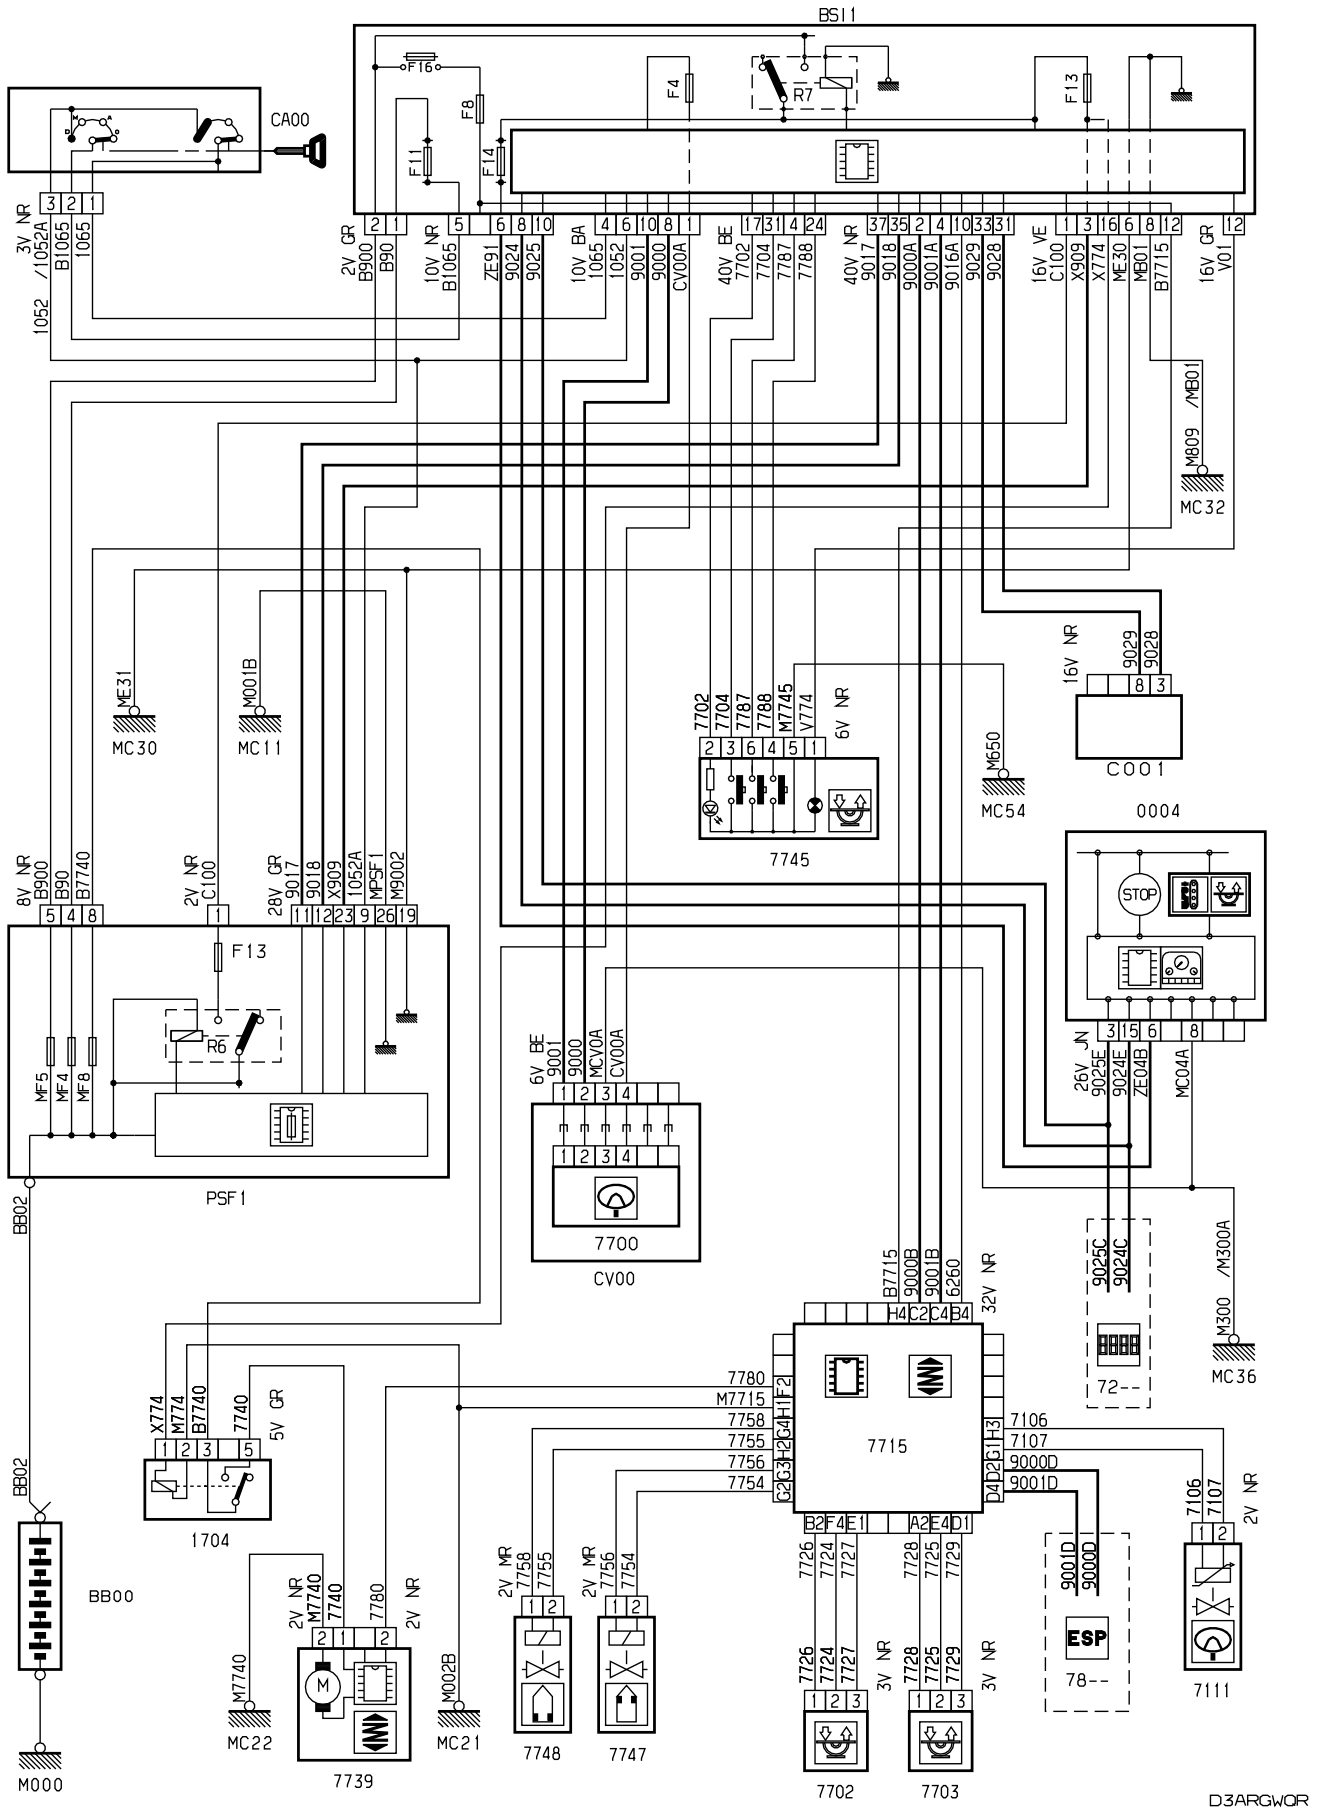 BSI1
F16
F8
F11
F14
F4
R7
F13
CA00
M
A
D
C
3 2 1
3V NR
1052 /1052A
B1065
1065
2 1
5 6 8 10
4 6 10 8 1
17 31 4 24
37 35 2 4 10 33 31
1 3 16 6 8 12
12
2V GR
B900
B90
10V NR
B1065
ZE91
9024
9025
10V BA
1065
1052
9001
9000
CV00A
40V BE
7702
7704
7787
7788
40V NR
9017
9018
9000A
9001A
9016A
9029
9028
16V VE
C100
X909
X774
ME30
MB01
B7715
16V GR
V01
M809 /MB01
MC32
ME31
MC30
M001B
MC11
16V NR
9029
9028
8 3
C001
7702
7704
7787
7788
M7745
V774
6V NR
2 3 6 4 5 1
7745
M650
MC54
0004
STOP
3 15 6 8
26V JN
9025E
9024E
ZE04B
MC04A
8V NR
B900
B90
B7740
2V NR
C100
28V GR
9017
9018
X909
1052A
MPSF1
M9002
5 4 8
1
11 12 23 9 26 19
F13
R6
MF5
MF4
MF8
PSF1
6V BE
9001
9000
MCV0A
CV00A
1 2 3 4
1 2 3 4
7700
CV00
BB02
BB02
9025C
9024C
72--
M300 /M300A
MC36
B7715
9000B
9001B
6260
32V NR
H4 C2 C4 B4
7715
7780 F2
M7715 H1
7758 G4
7755 H2
7756 G3
7754 G2
H3 7106
G1 7107
D2 9000D
D4 9001D
B2 F4 E1
A2 E4 D1
7726
7724
7727
7728
7725
7729
X774
M774
B7740
7740
5V GR
1 2 3 5
1704
BB00
M000
M7740
MC22
2V NR
M7740
7740
7780
2V NR
2 1 2
M
7739
M002B
MC21
2V MR
7758
7755
1 2
7748
2V MR
7756
7754
1 2
7747
7726
7724
7727
3V NR
1 2 3
7702
7728
7725
7729
3V NR
1 2 3
7703
9001D
9000D
ESP
78--
7106
7107
2V NR
1 2
7111
D3ARGWQR